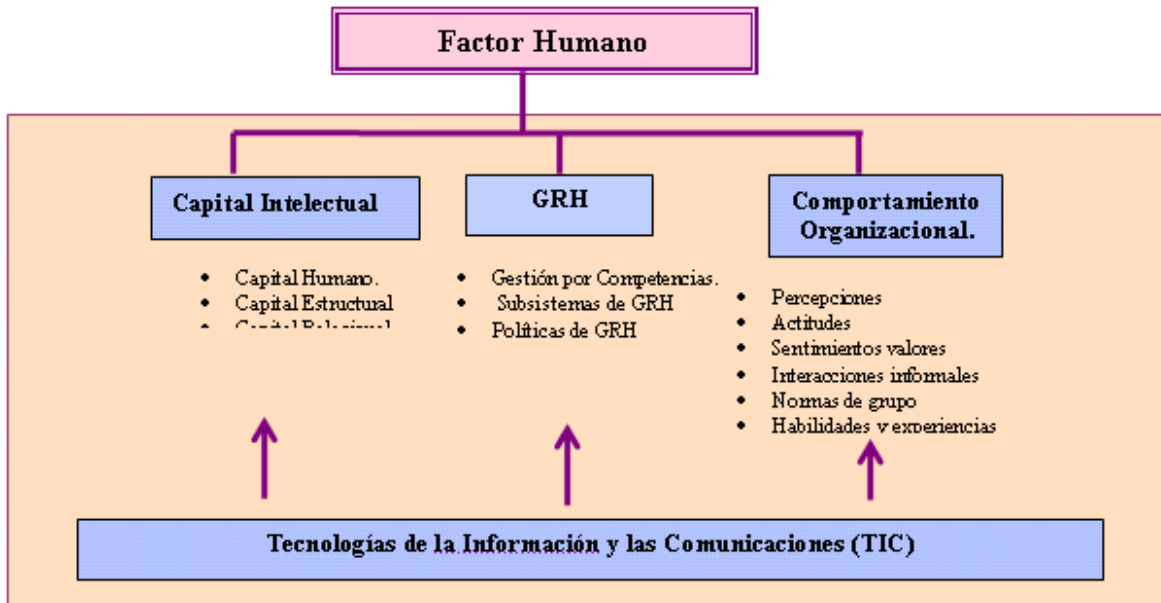 Factor Humano
Capital Intelectual
• Capital Humano.
• Capital Estructural
• Capital Relacional
GRH
• Gestión por Competencias.
• Subsistemas de GRH
• Políticas de GRH
Comportamiento
Organizacional.
• Percepciones
• Actitudes
• Sentimientos valores
• Interacciones informales
• Normas de grupo
• Habilidades y experiencias
Tecnologías de la Información y las Comunicaciones (TIC)